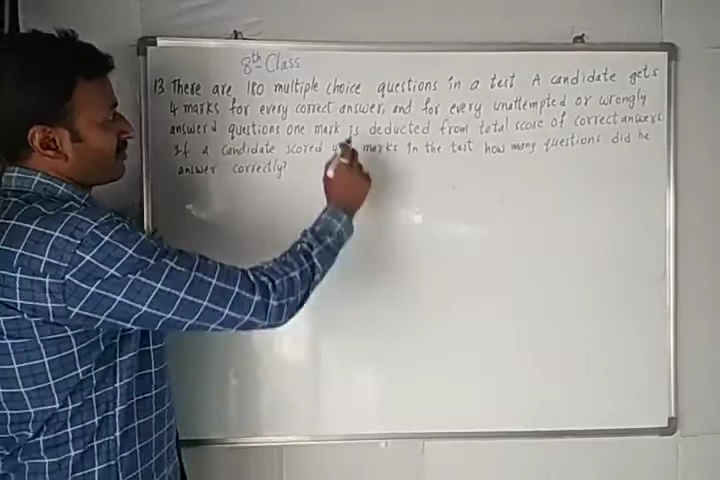 8th Class
13 There are 180 multiple choice questions in a test A candidate gets
4 marks for every correct answer, and for every unattempted or wrongly
answerd questions one mark is deducted from total score of correct answers
If a candidate scored marks in the test how many questions did he
answer correctly?